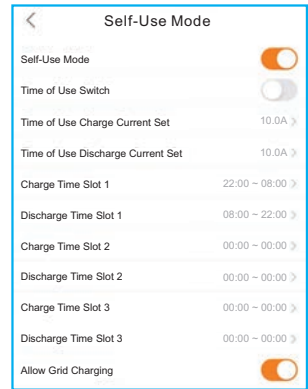 Self-Use Mode
Self-Use Mode
Time of Use Switch
Time of Use Charge Current Set 10.0A
Time of Use Discharge Current Set 10.0A
Charge Time Slot 1 22:00 ~ 08:00
Discharge Time Slot 1 08:00 ~ 22:00
Charge Time Slot 2 00:00 ~ 00:00
Discharge Time Slot 2 00:00 ~ 00:00
Charge Time Slot 3 00:00 ~ 00:00
Discharge Time Slot 3 00:00 ~ 00:00
Allow Grid Charging